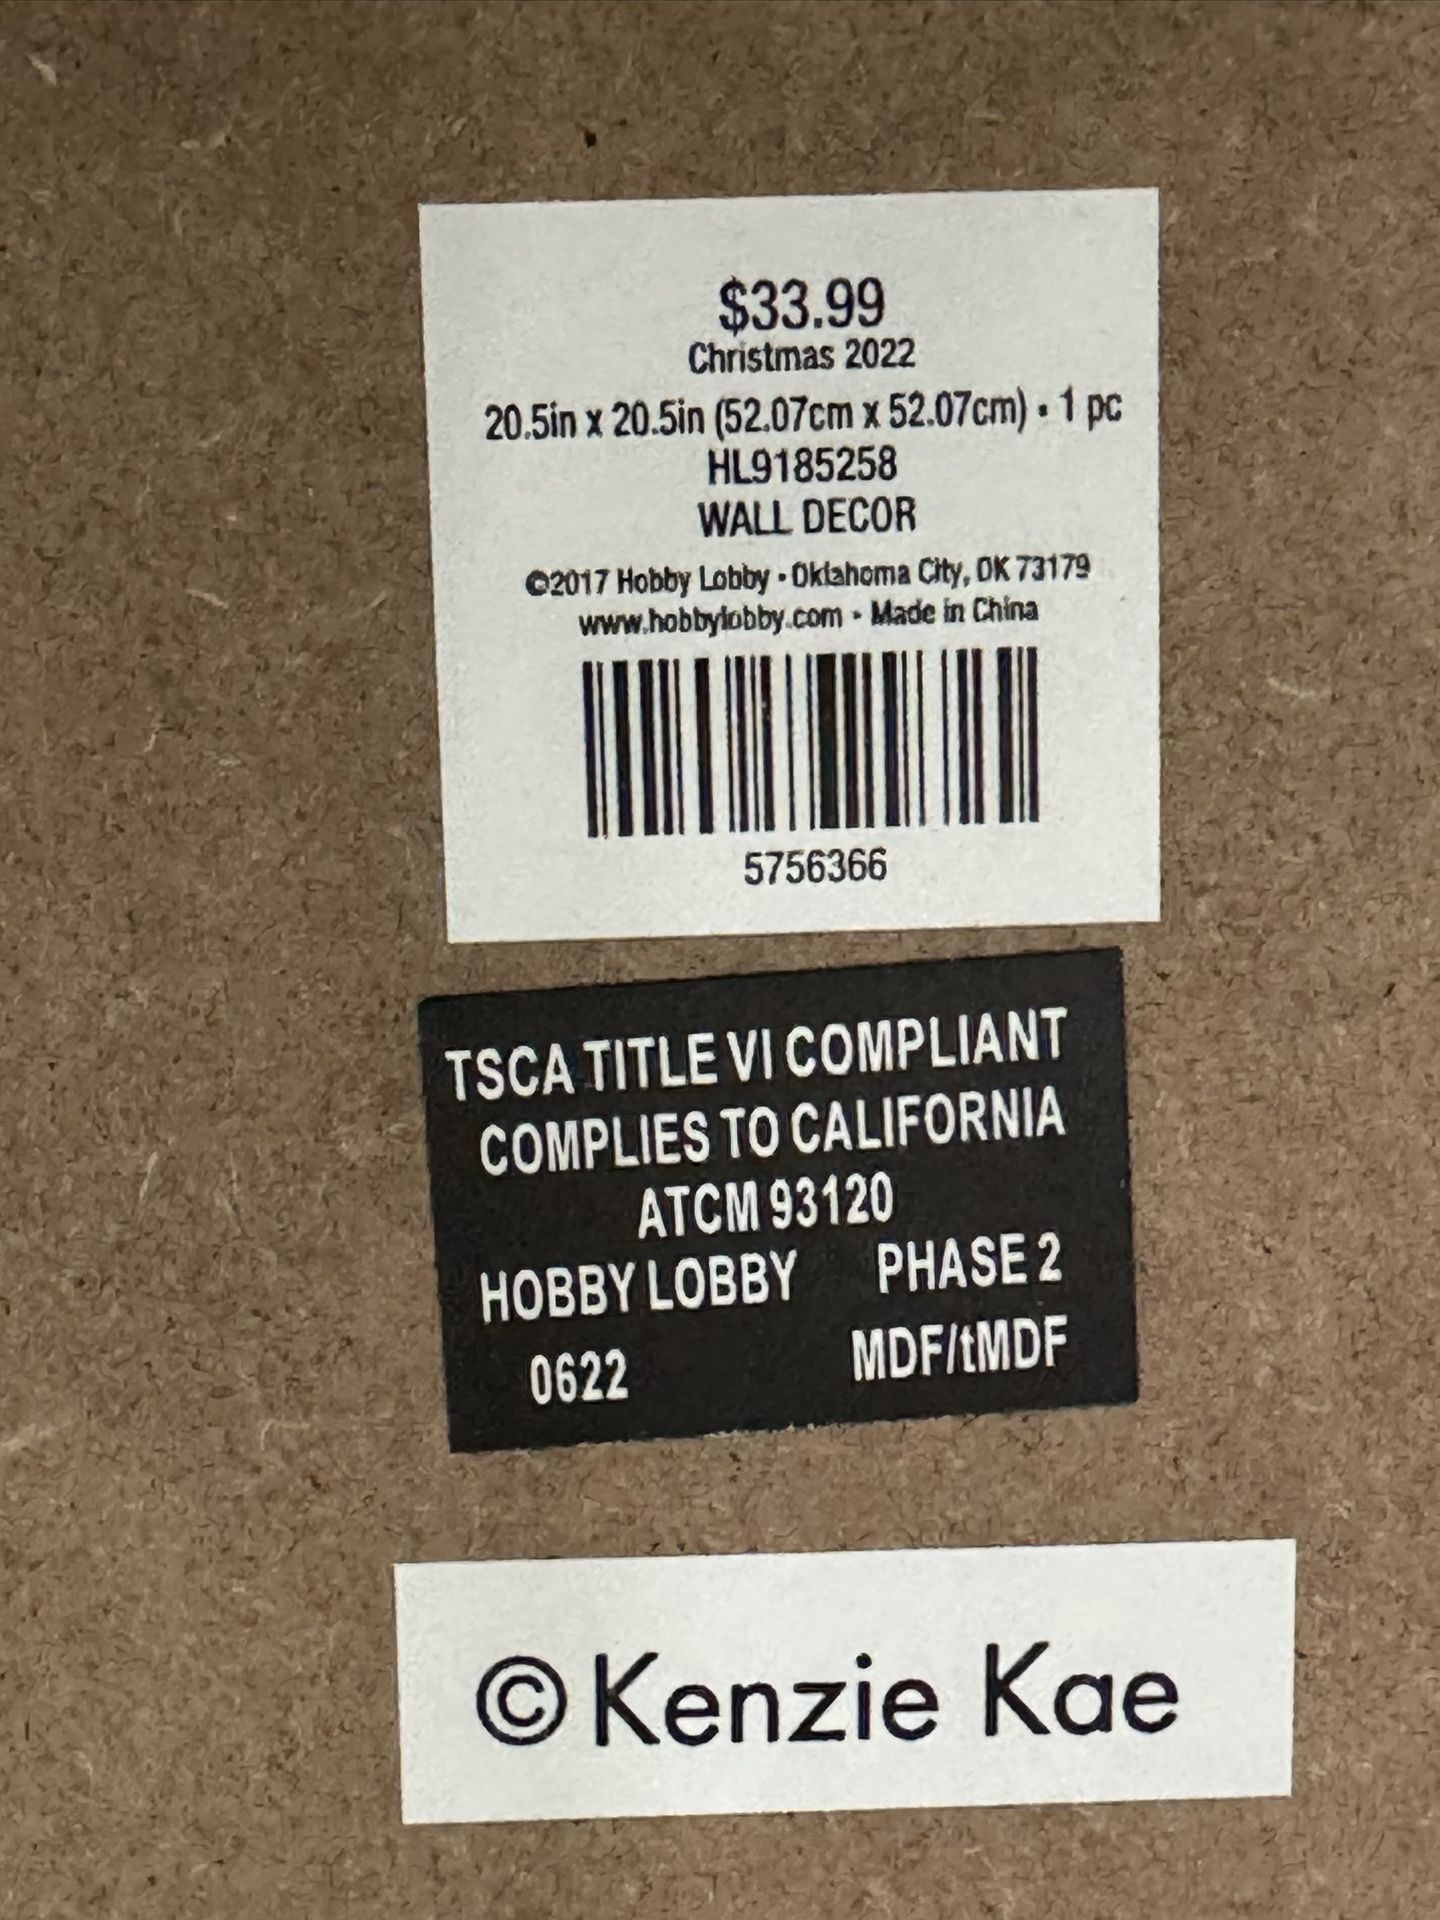 $33.99
Christmas 2022
20.5in x 20.5in (52.07cm x 52.07cm) • 1 pc
HL9185258
WALL DECOR
©2017 Hobby Lobby • Oklahoma City, OK 73179
www.hobbylobby.com • Made in China
5756366
TSCA TITLE VI COMPLIANT
COMPLIES TO CALIFORNIA
ATCM 93120
HOBBY LOBBY PHASE 2
0622 MDF/tMDF
©Kenzie Kae